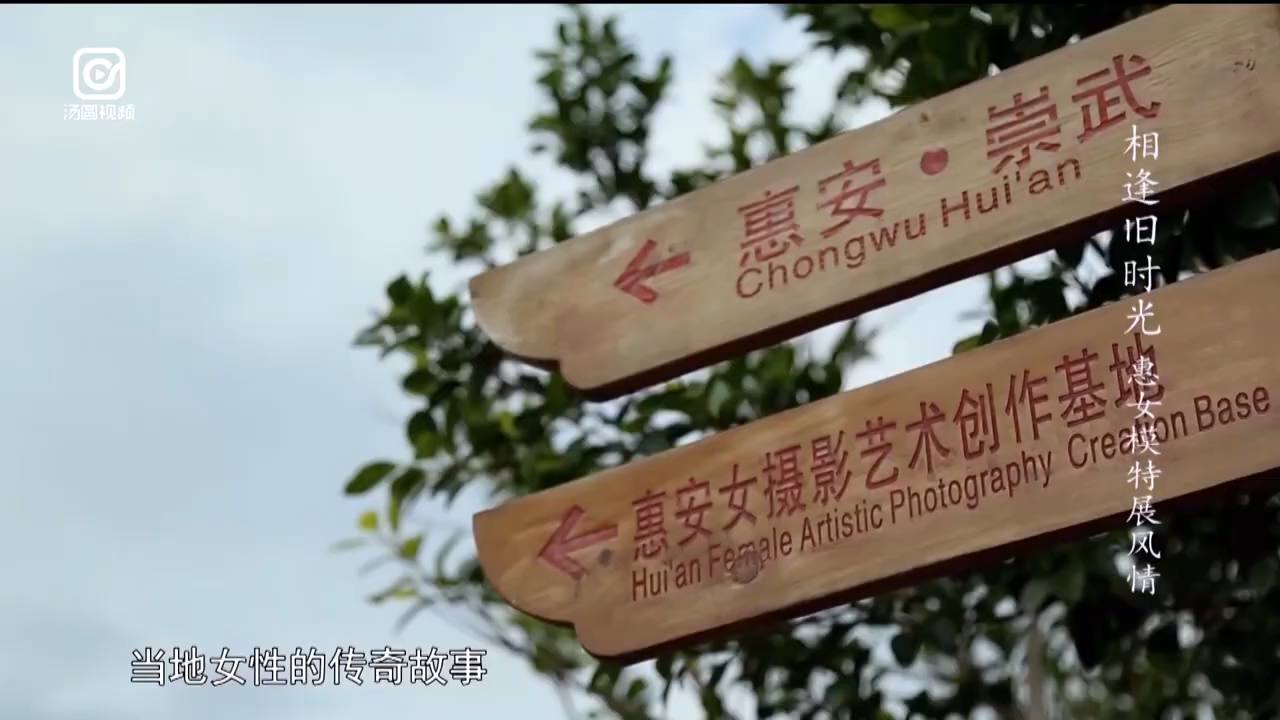 汤圆视频
惠安·崇武
Chongwu Hui'an
惠安女摄影艺术创作基地
Hui'an Female Artistic Photography Creation Base
相逢旧时光 惠女模特展风情
当地女性的传奇故事